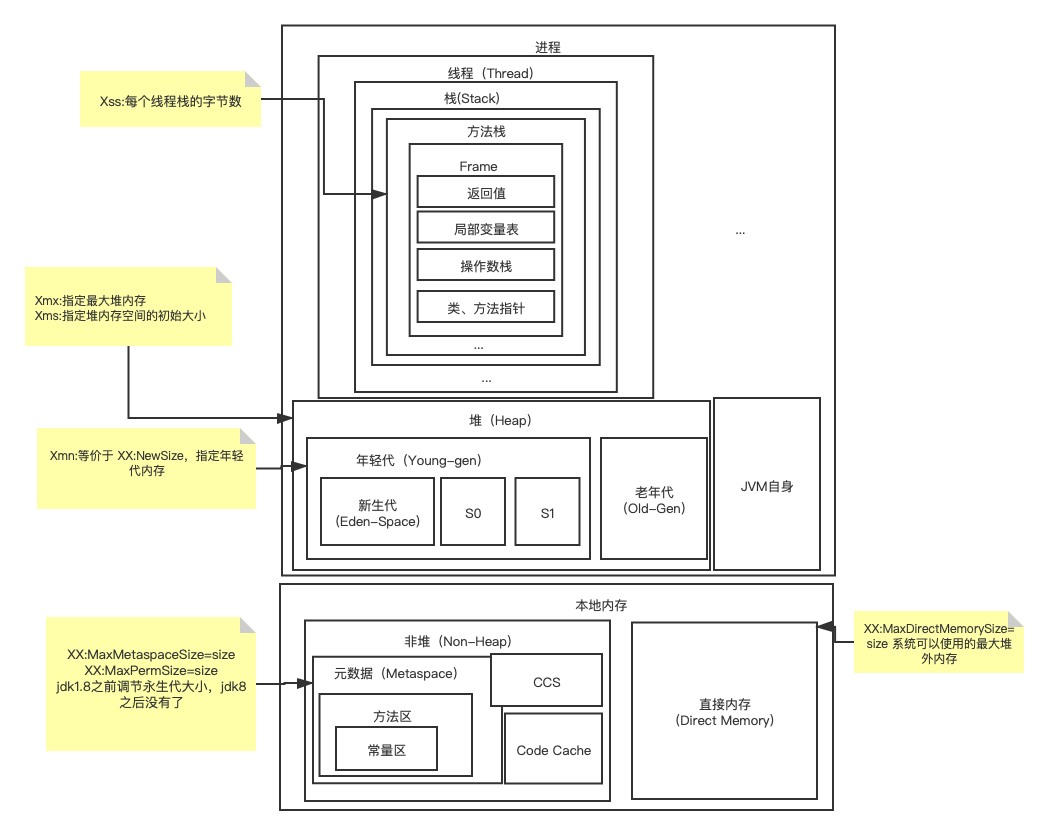 进程
线程（Thread）
Xss:每个线程栈的字节数
栈(Stack)
方法栈
Frame
返回值
局部变量表
...
操作数栈
类、方法指针
...
...
Xmx:指定最大堆内存
Xms:指定堆内存空间的初始大小
堆（Heap）
Xmn:等价于 XX:NewSize，指定年轻
代内存
年轻代（Young-gen)
新生代
(Eden-Space)
S0
S1
老年代
(Old-Gen)
JVM自身
本地内存
XX:MaxDirectMemorySize=
size 系统可以使用的最大堆
外内存
非堆（Non-Heap）
XX:MaxMetaspaceSize=size
XX:MaxPermSize=size
jdk1.8之前调节永生代大小，jdk8
之后没有了
元数据（Metaspace)
CCS
方法区
常量区
Code Cache
直接内存
(Direct Memory)